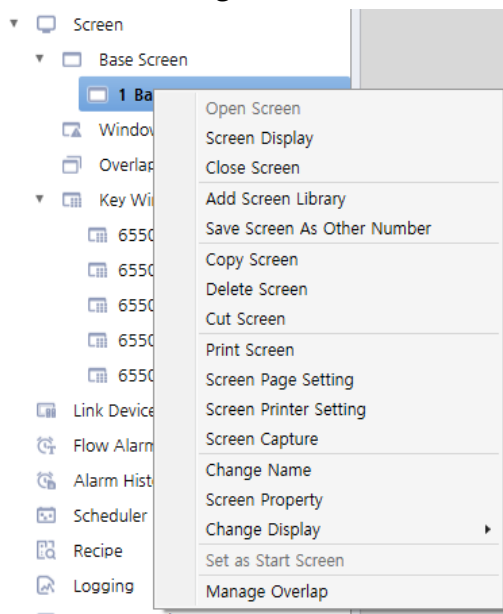 Screen
Base Screen
1 Ba
Open Screen
Screen Display
Close Screen
Add Screen Library
Save Screen As Other Number
Copy Screen
Delete Screen
Cut Screen
Print Screen
Screen Page Setting
Screen Printer Setting
Screen Capture
Change Name
Screen Property
Change Display
Set as Start Screen
Manage Overlap
Window
Overlap
Key Wi
6550
6550
6550
6550
6550
Link Device
Flow Alarm
Alarm Hist
Scheduler
Recipe
Logging